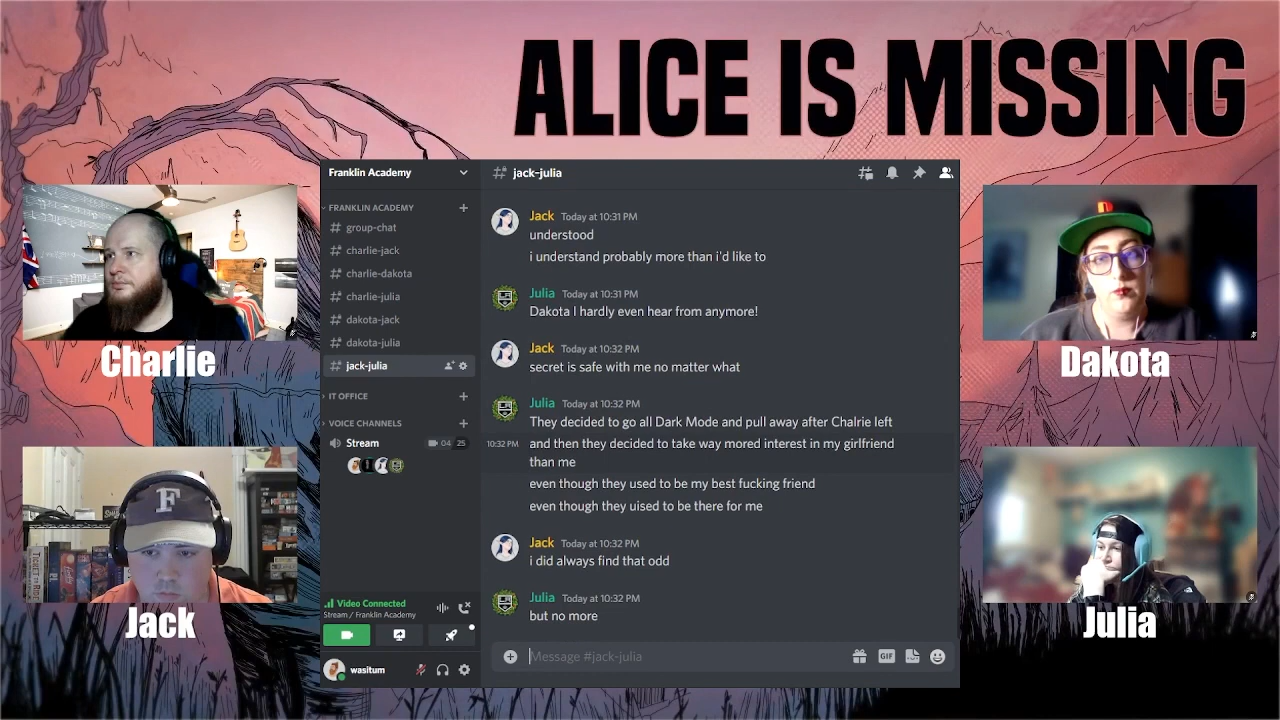 ALICE IS MISSING
Franklin Academy
# jack-julia
FRANKLIN ACADEMY
# group-chat
# charlie-jack
# charlie-dakota
# charlie-julia
# dakota-jack
# dakota-julia
# jack-julia
IT OFFICE
VOICE CHANNELS
Stream
04 25
Video Connected
Stream / Franklin Academy
wasitum
Jack Today at 10:31 PM
understood
i understand probably more than i'd like to
Julia Today at 10:31 PM
Dakota I hardly even hear from anymore!
Jack Today at 10:32 PM
secret is safe with me no matter what
Julia Today at 10:32 PM
They decided to go all Dark Mode and pull away after Chalrie left
10:32 PM and then they decided to take way mored interest in my girlfriend
than me
even though they used to be my best fucking friend
even though they uised to be there for me
Jack Today at 10:32 PM
i did always find that odd
Julia Today at 10:32 PM
but no more
Message #jack-julia
GIF
Charlie
Dakota
F
TICKET TO RIDE
Jack
Julia